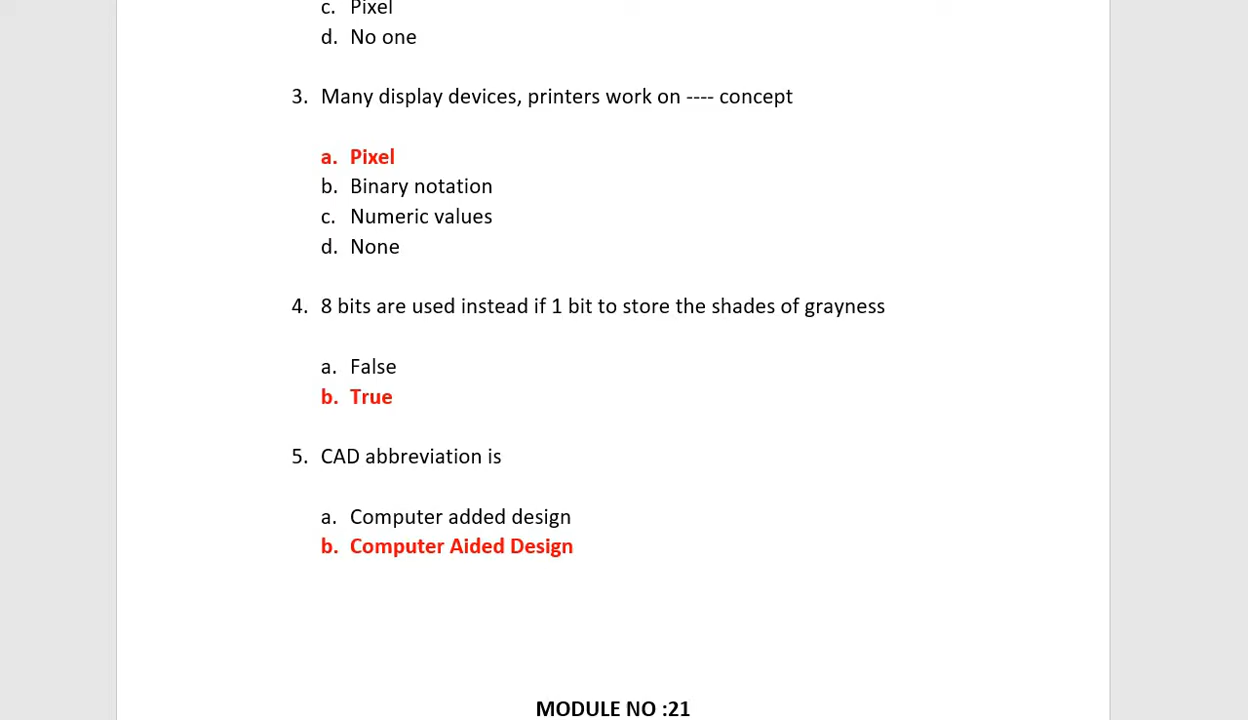 c. Pixel
d. No one
3. Many display devices, printers work on ---- concept
a. Pixel
b. Binary notation
c. Numeric values
d. None
4. 8 bits are used instead if 1 bit to store the shades of grayness
a. False
b. True
5. CAD abbreviation is
a. Computer added design
b. Computer Aided Design
MODULE NO :21